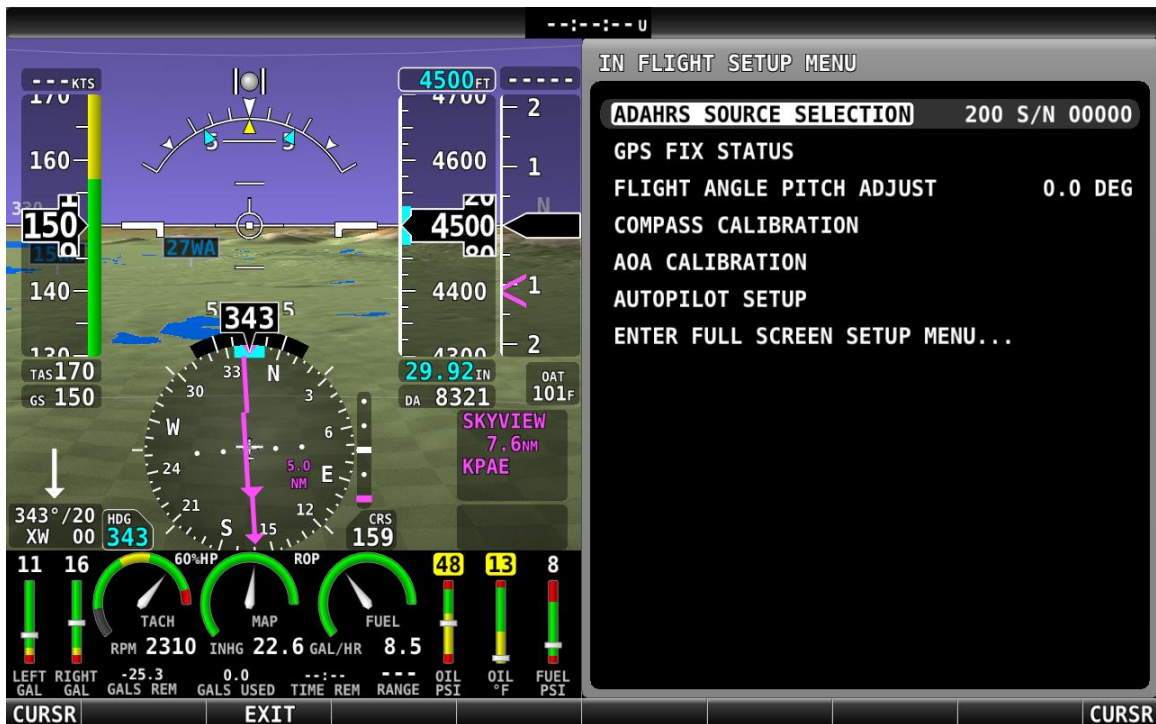 --:--:-- U
---KTS
170
160
150
140
130
5 5
4500FT
-----
4700
4600
4500
20
80
4400
4300
2
1
1
2
N
27WA
343
5 5
TAS 170
GS 150
29.92IN
DA 8321
OAT
101F
33 N 3 6 E 12 15 S 21 24 W 30
5.0
NM
SKYVIEW
7.6NM
KPAE
343°/20
XW 00
HDG
343
CRS
159
11 16
60%HP ROP
48 13 8
TACH MAP FUEL
RPM 2310 INHG 22.6 GAL/HR 8.5
LEFT
GAL
RIGHT
GAL
-25.3
GALS REM
0.0
GALS USED
--:--
TIME REM
---
RANGE
OIL
PSI
OIL
°F
FUEL
PSI
IN FLIGHT SETUP MENU
ADAHRS SOURCE SELECTION 200 S/N 00000
GPS FIX STATUS
FLIGHT ANGLE PITCH ADJUST 0.0 DEG
COMPASS CALIBRATION
AOA CALIBRATION
AUTOPILOT SETUP
ENTER FULL SCREEN SETUP MENU...
CURSR EXIT CURSR